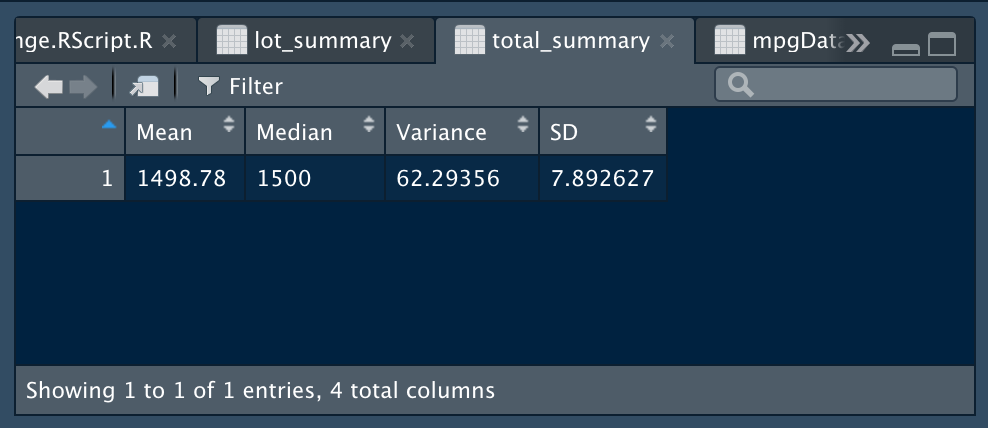 nge.RScript.R lot_summary total_summary mpgData
Filter
Mean Median Variance SD
1 1498.78 1500 62.29356 7.892627
Showing 1 to 1 of 1 entries, 4 total columns